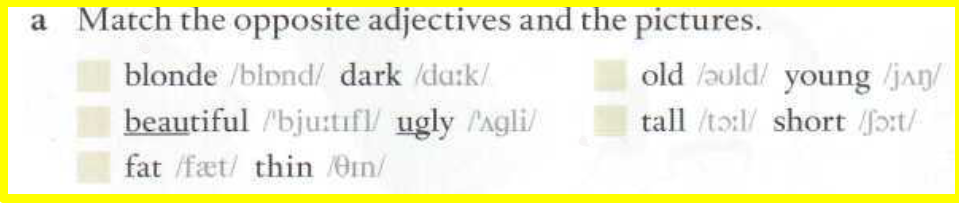 a Match the opposite adjectives and the pictures.
blonde /blɒnd/ dark /dɑːk/
beautiful /ˈbjuːtɪfl/ ugly /ˈʌɡli/
fat /fæt/ thin /θɪn/
old /əʊld/ young /jʌŋ/
tall /tɔːl/ short /ʃɔːt/